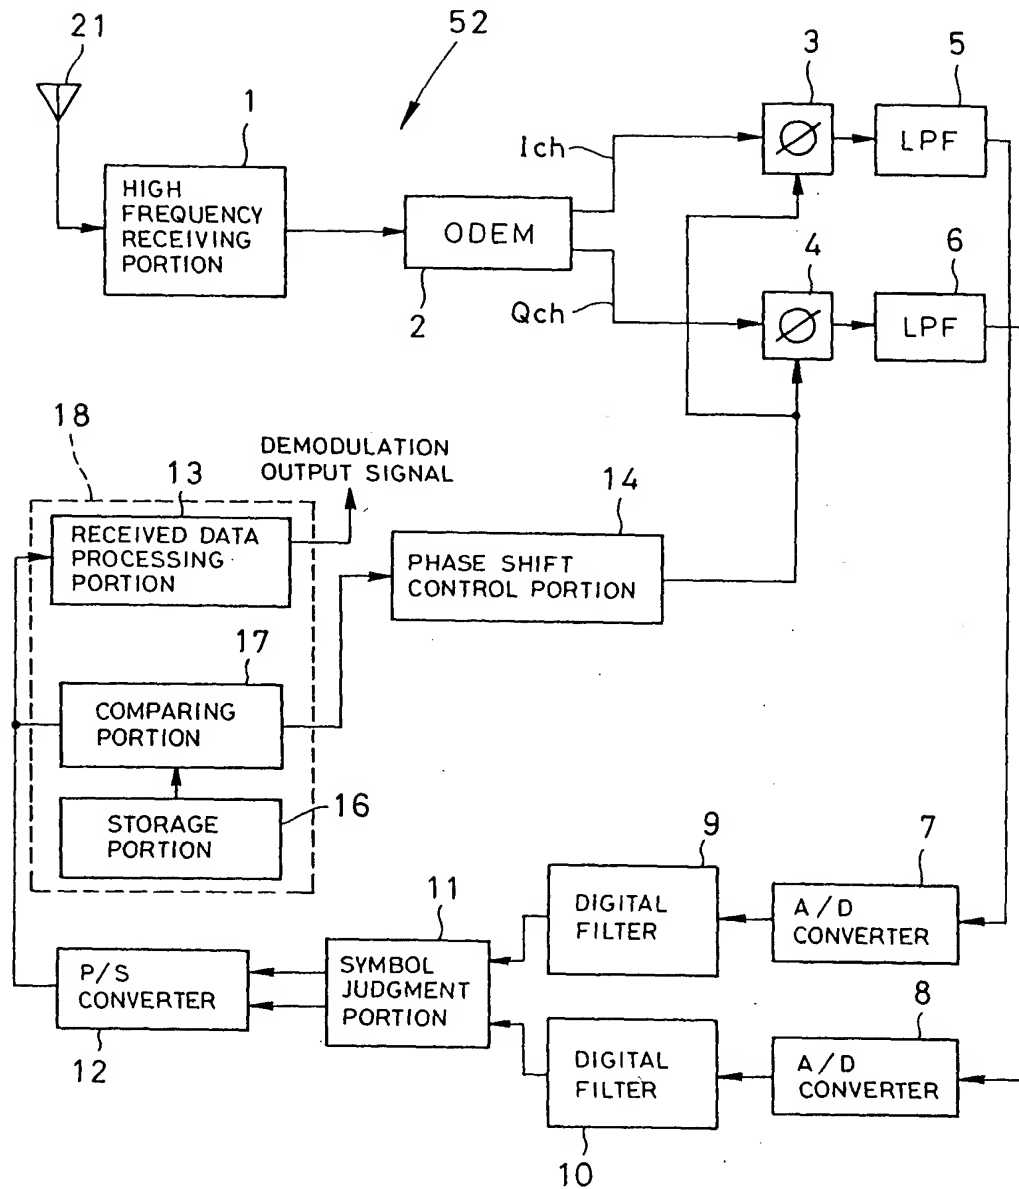 21
52
1
3
5
HIGH
FREQUENCY
RECEIVING
PORTION
Ich
LPF
ODEM
2
Qch
4
6
LPF
18
13
DEMODULATION
OUTPUT SIGNAL
14
RECEIVED DATA
PROCESSING
PORTION
PHASE SHIFT
CONTROL PORTION
17
COMPARING
PORTION
16
STORAGE
PORTION
9
7
11
DIGITAL
FILTER
A/D
CONVERTER
P/S
CONVERTER
12
SYMBOL
JUDGMENT
PORTION
8
DIGITAL
FILTER
10
A/D
CONVERTER